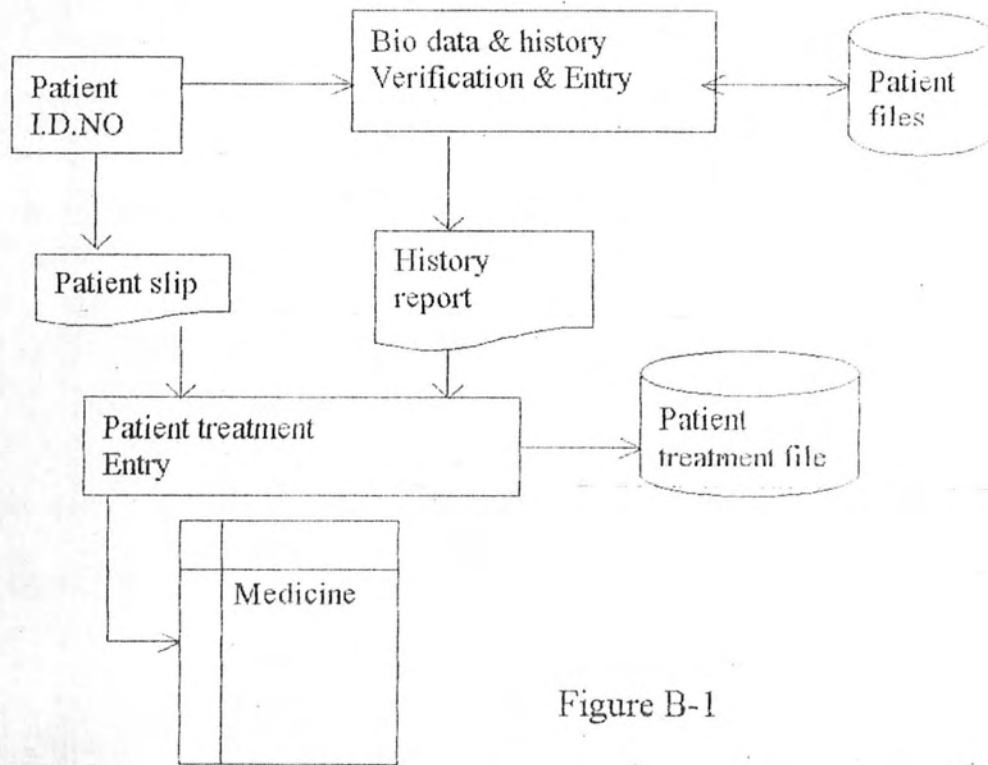 Patient
I.D.NO
Bio data & history
Verification & Entry
Patient
files
Patient slip
History
report
Patient treatment
Entry
Patient
treatment file
Medicine
Figure B-1